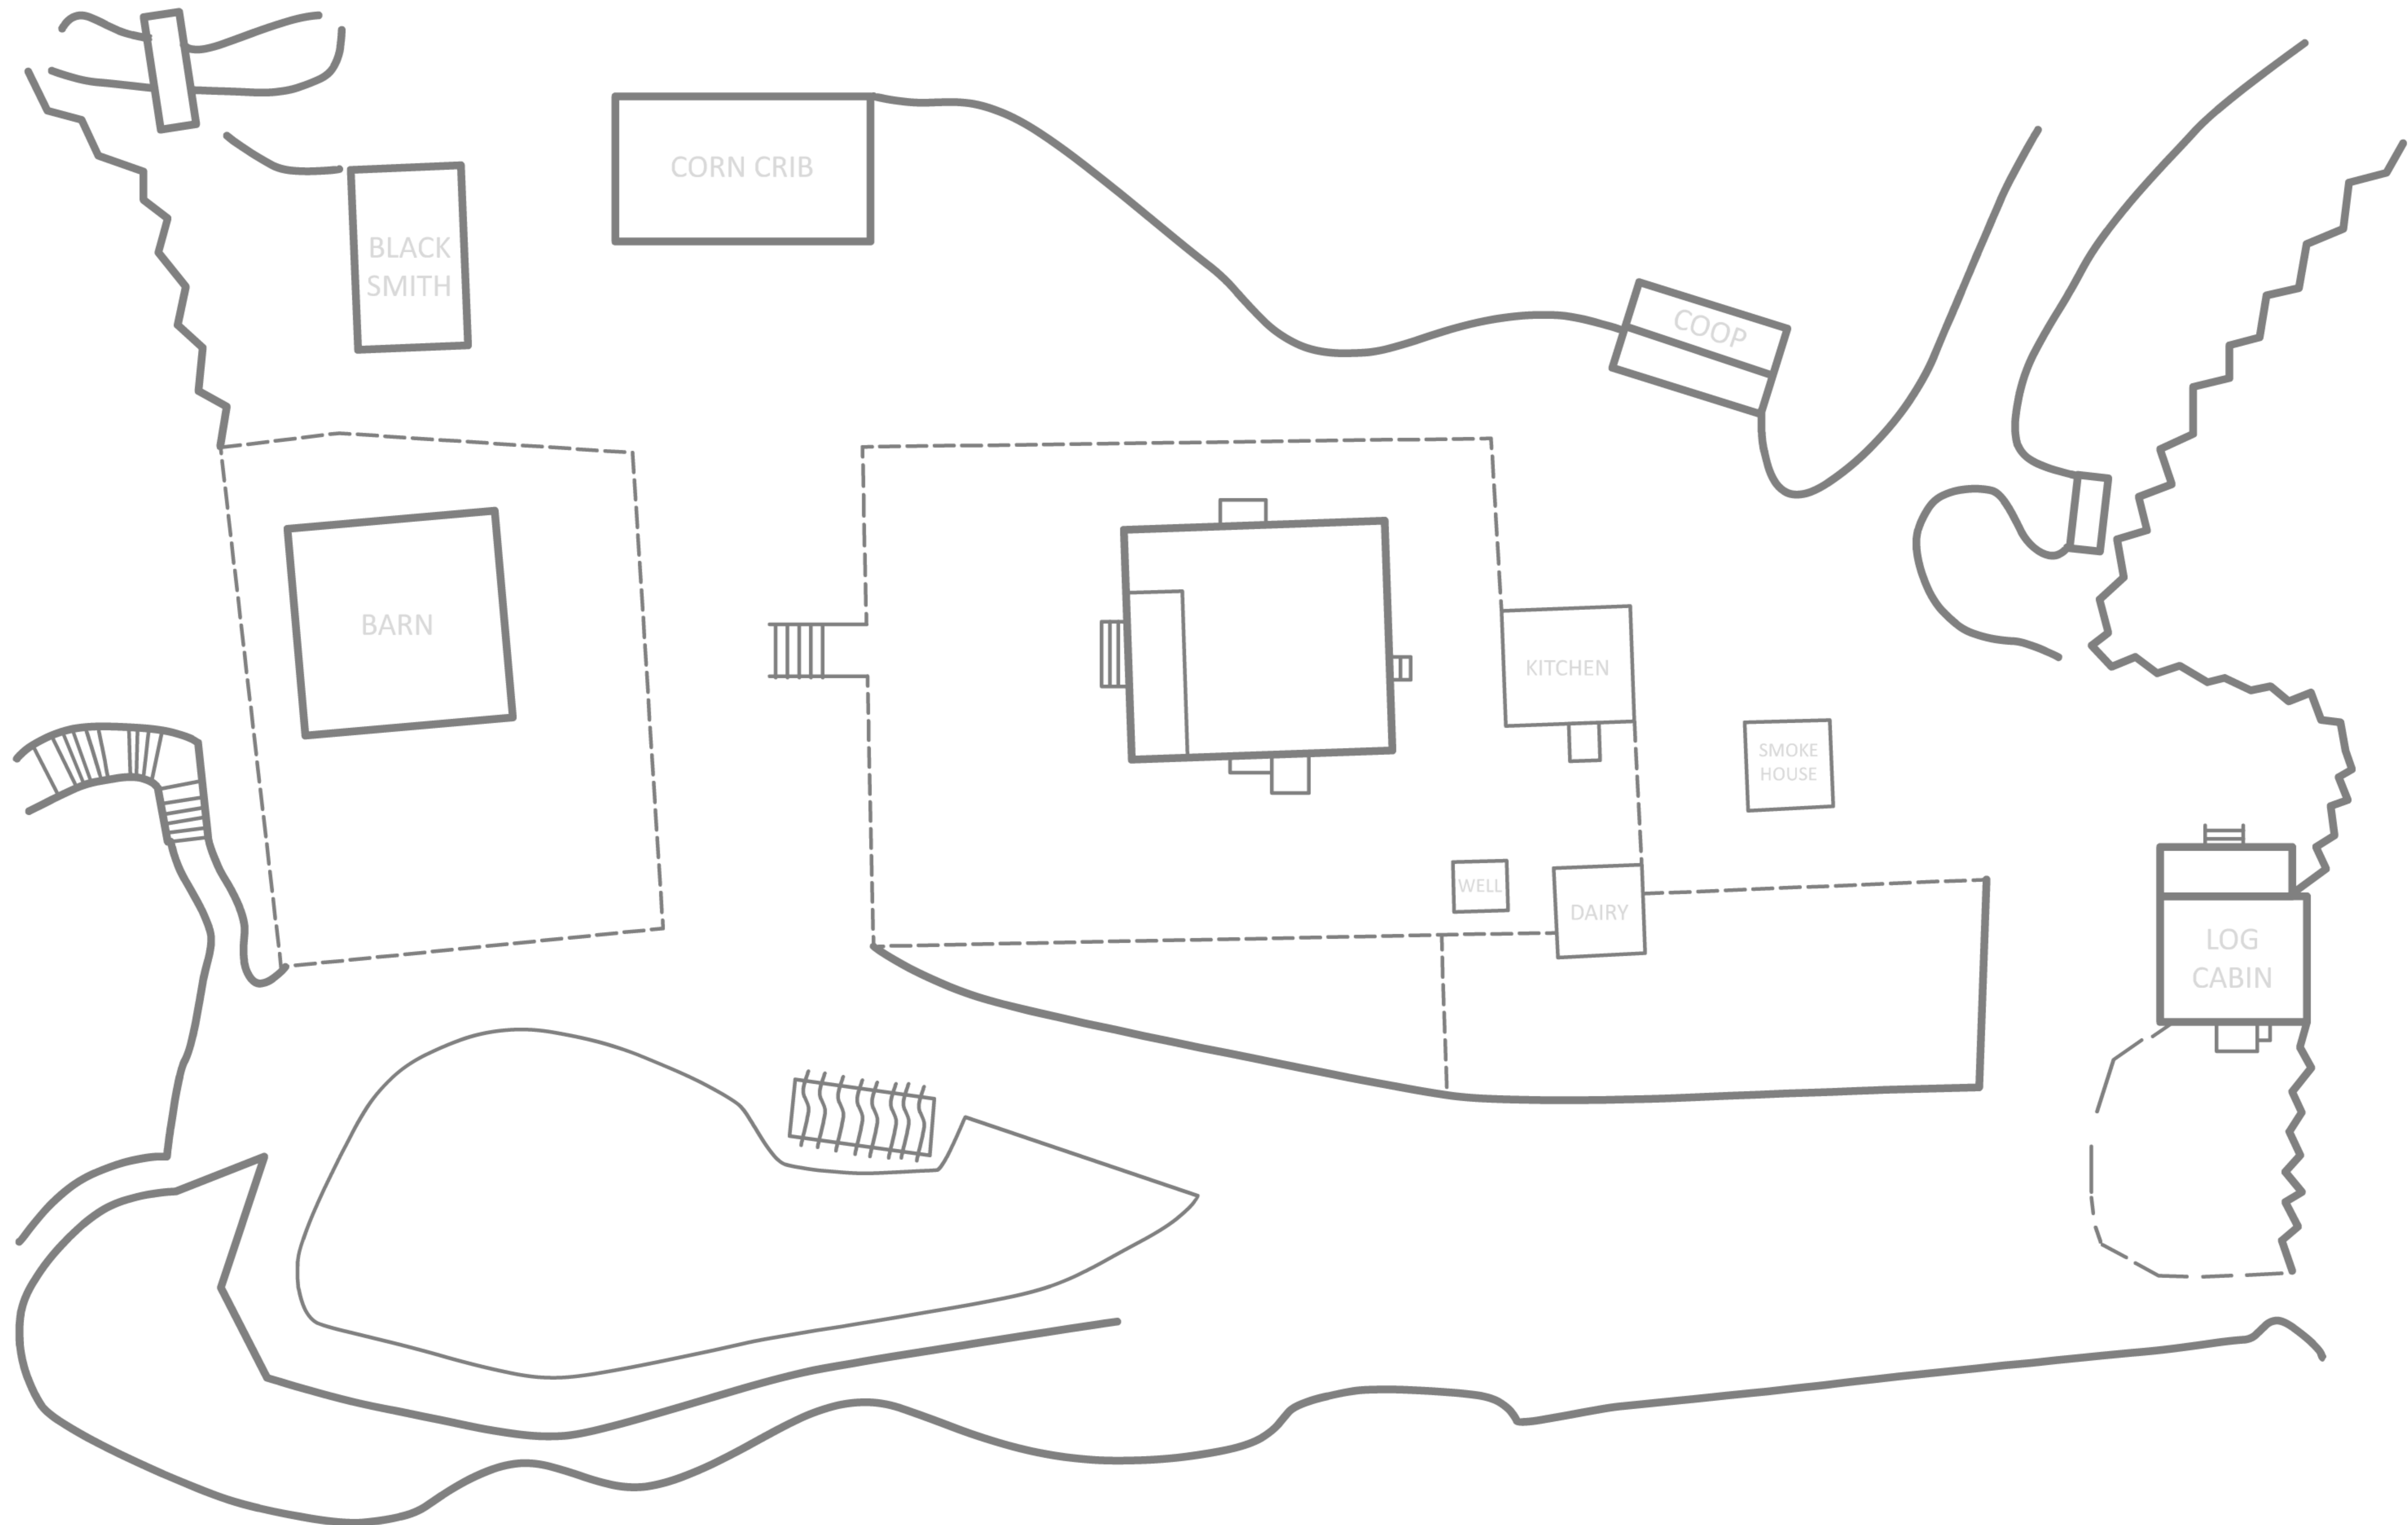 CORN CRIB
BLACK
SMITH
COOP
BARN
KITCHEN
SMOKE
HOUSE
WELL
DAIRY
LOG
CABIN